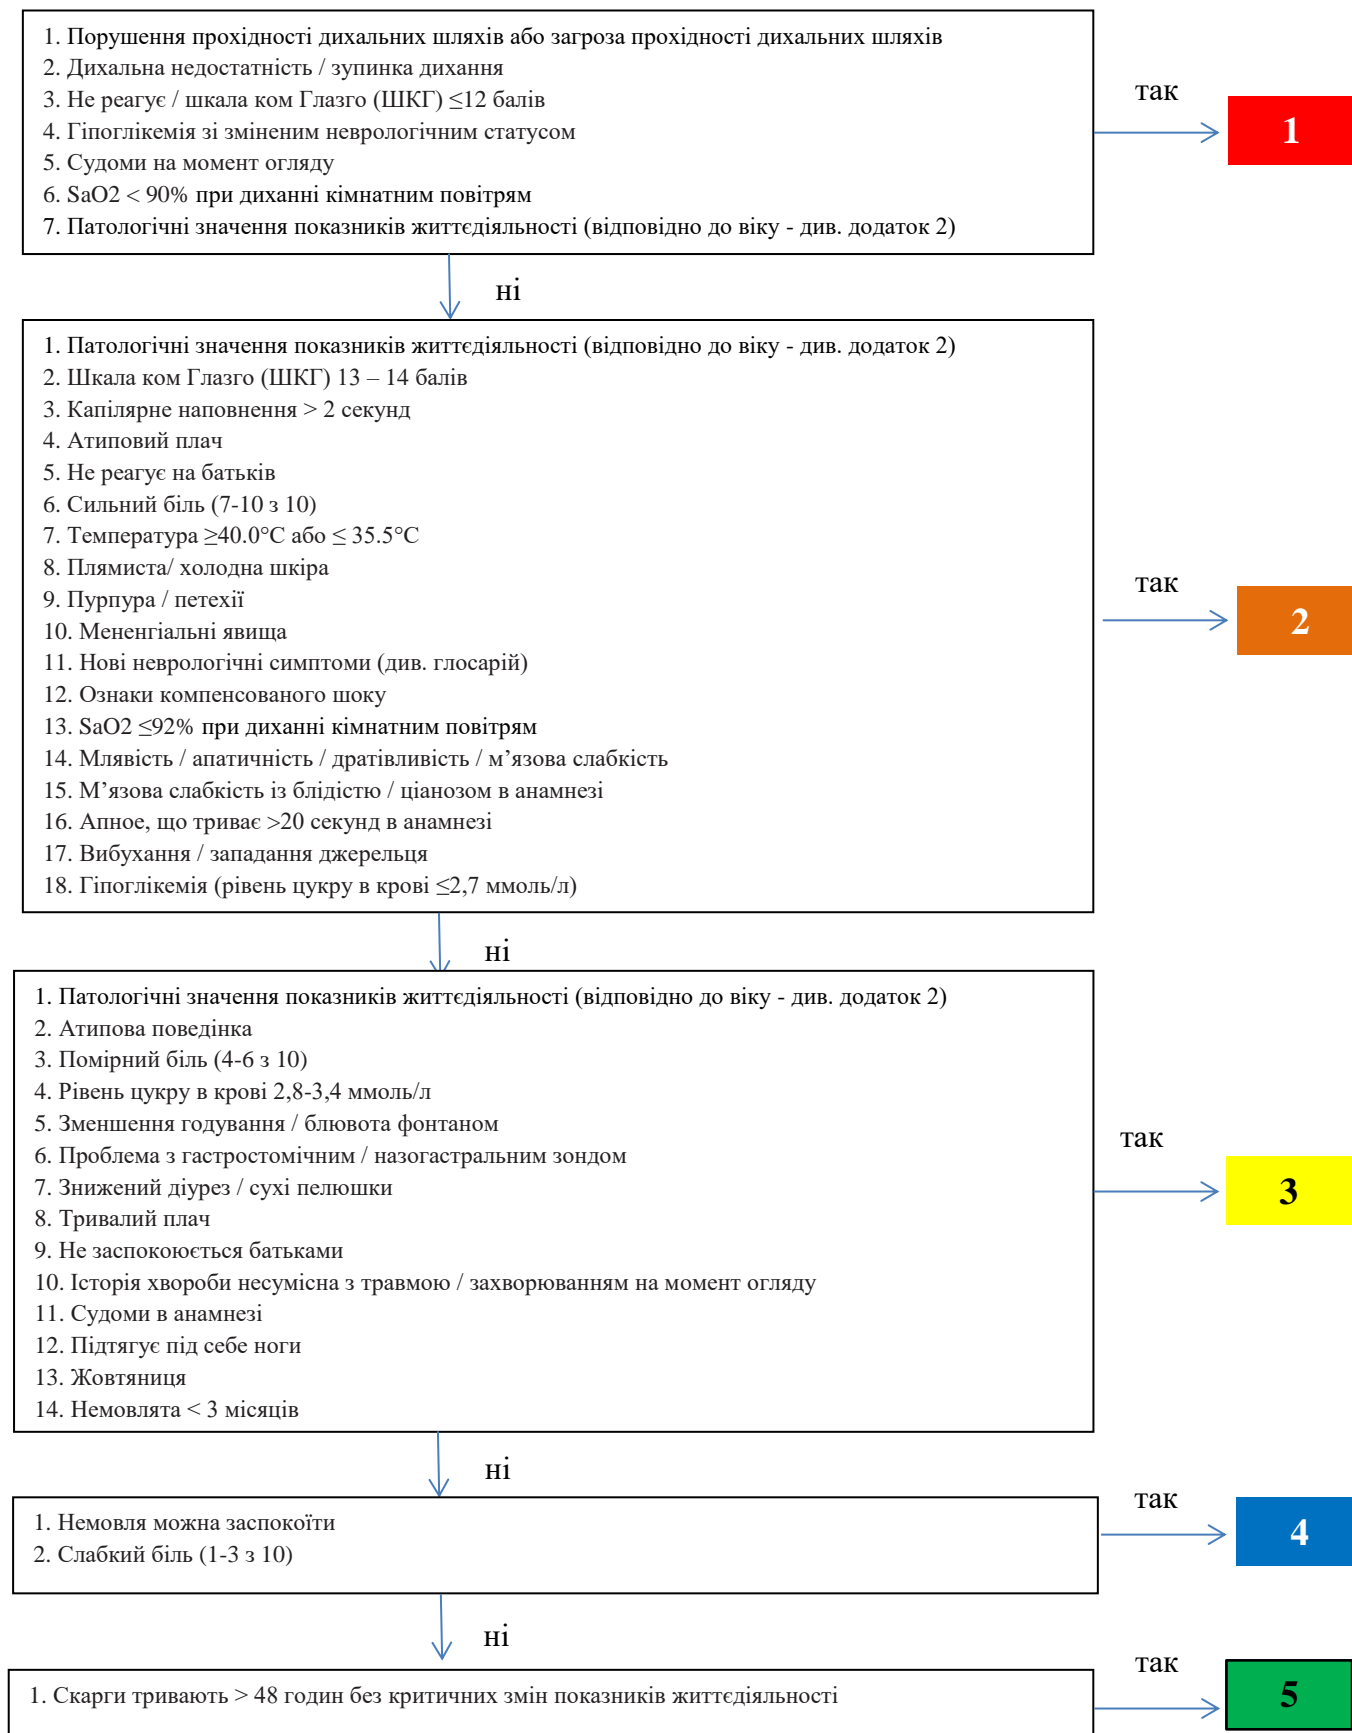 1. Порушення прохідності дихальних шляхів або загроза прохідності дихальних шляхів
2. Дихальна недостатність / зупинка дихання
3. Не реагує / шкала ком Глазго (ШКГ) ≤12 балів
4. Гіпоглікемія зі зміненим неврологічним статусом
5. Судоми на момент огляду
6. SaO2 < 90% при диханні кімнатним повітрям
7. Патологічні значення показників життєдіяльності (відповідно до віку - див. додаток 2)
так
1
ні
1. Патологічні значення показників життєдіяльності (відповідно до віку - див. додаток 2)
2. Шкала ком Глазго (ШКГ) 13 – 14 балів
3. Капілярне наповнення > 2 секунд
4. Атиповий плач
5. Не реагує на батьків
6. Сильний біль (7-10 з 10)
7. Температура ≥40.0°C або ≤ 35.5°C
8. Плямиста/ холодна шкіра
9. Пурпура / петехії
10. Мененгіальні явища
11. Нові неврологічні симптоми (див. глосарій)
12. Ознаки компенсованого шоку
13. SaO2 ≤92% при диханні кімнатним повітрям
14. Млявість / апатичність / дратівливість / м’язова слабкість
15. М’язова слабкість із блідістю / ціанозом в анамнезі
16. Апное, що триває >20 секунд в анамнезі
17. Вибухання / западання джерельця
18. Гіпоглікемія (рівень цукру в крові ≤2,7 ммоль/л)
так
2
ні
1. Патологічні значення показників життєдіяльності (відповідно до віку - див. додаток 2)
2. Атипова поведінка
3. Помірний біль (4-6 з 10)
4. Рівень цукру в крові 2,8-3,4 ммоль/л
5. Зменшення годування / блювота фонтаном
6. Проблема з гастростомічним / назогастральним зондом
7. Знижений діурез / сухі пелюшки
8. Тривалий плач
9. Не заспокоюється батьками
10. Історія хвороби несумісна з травмою / захворюванням на момент огляду
11. Судоми в анамнезі
12. Підтягує під себе ноги
13. Жовтяниця
14. Немовлята < 3 місяців
так
3
ні
1. Немовля можна заспокоїти
2. Слабкий біль (1-3 з 10)
так
4
ні
1. Скарги тривають > 48 годин без критичних змін показників життєдіяльності
так
5